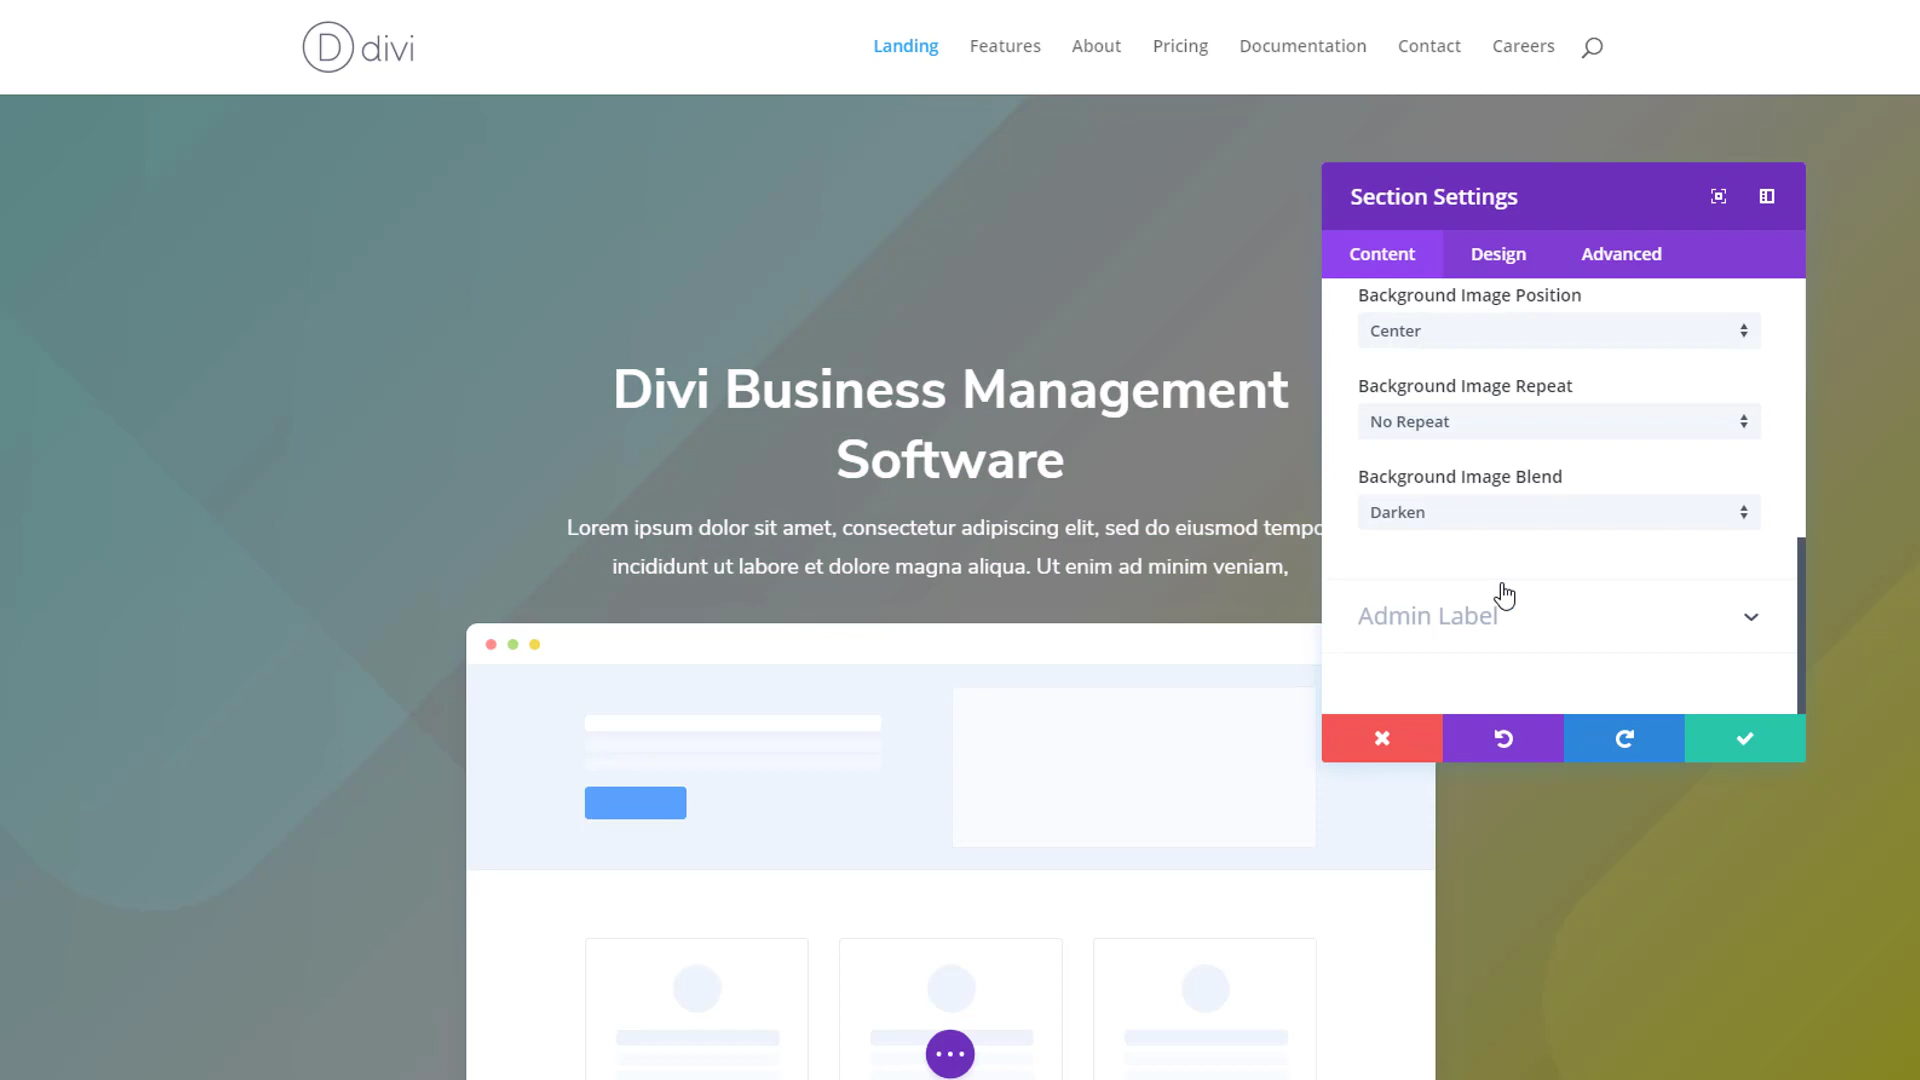 D divi
Landing Features About Pricing Documentation Contact Careers
Divi Business Management
Software
Lorem ipsum dolor sit amet, consectetur adipiscing elit, sed do eiusmod tempo
incididunt ut labore et dolore magna aliqua. Ut enim ad minim veniam,
Section Settings
Content Design Advanced
Background Image Position
Center
Background Image Repeat
No Repeat
Background Image Blend
Darken
Admin Label